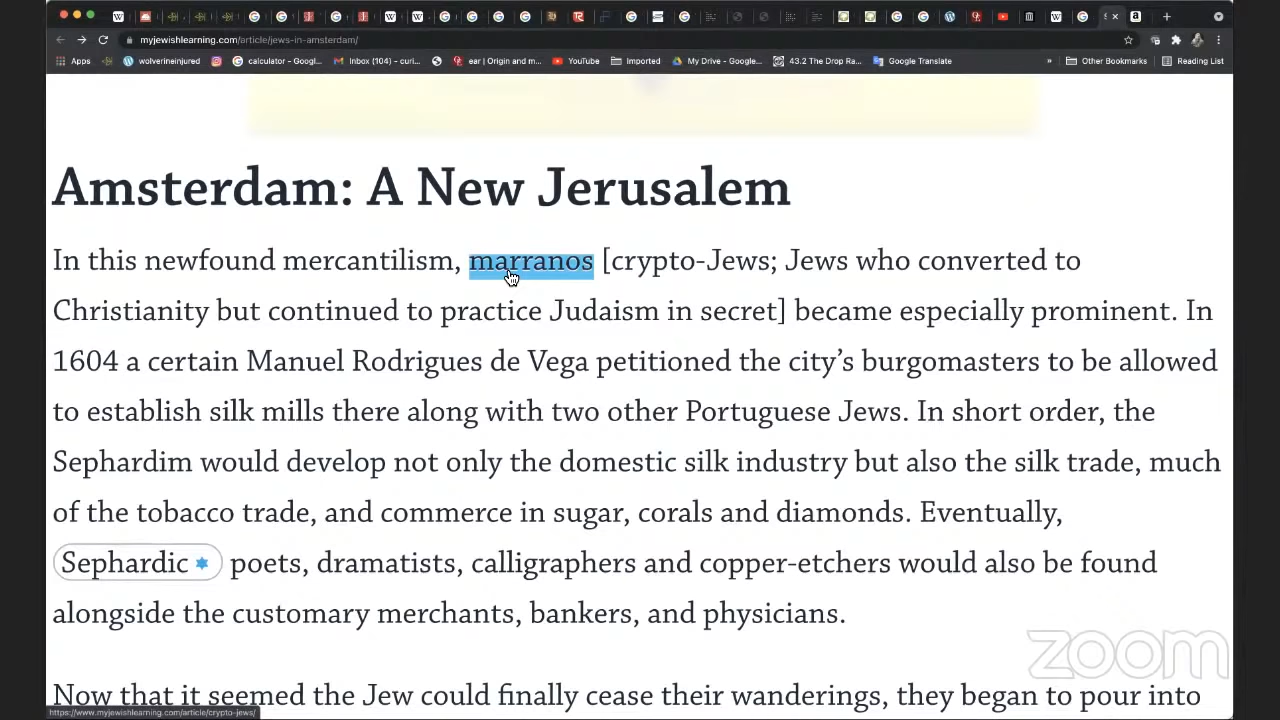 myjewishlearning.com/article/jews-in-amsterdam/
Apps wolverineinjured calculator - Googl... Inbox (104) - curi... ear | Origin and m... YouTube Imported My Drive - Google... 43.2 The Drop Ra... Google Translate » Other Bookmarks Reading List
Amsterdam: A New Jerusalem
In this newfound mercantilism, marranos [crypto-Jews; Jews who converted to
Christianity but continued to practice Judaism in secret] became especially prominent. In
1604 a certain Manuel Rodrigues de Vega petitioned the city’s burgomasters to be allowed
to establish silk mills there along with two other Portuguese Jews. In short order, the
Sephardim would develop not only the domestic silk industry but also the silk trade, much
of the tobacco trade, and commerce in sugar, corals and diamonds. Eventually,
Sephardic poets, dramatists, calligraphers and copper-etchers would also be found
alongside the customary merchants, bankers, and physicians.
zoom
Now that it seemed the Jew could finally cease their wanderings, they began to pour into
https://www.myjewishlearning.com/article/crypto-jews/